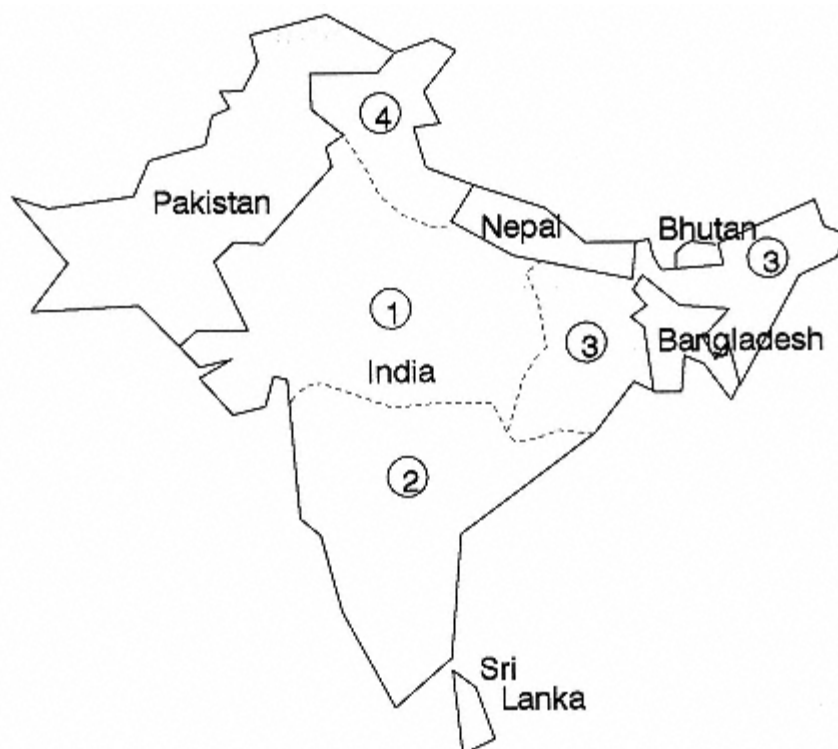 4
Pakistan
Nepal
Bhutan
3
1
3
Bangladesh
India
2
Sri
Lanka